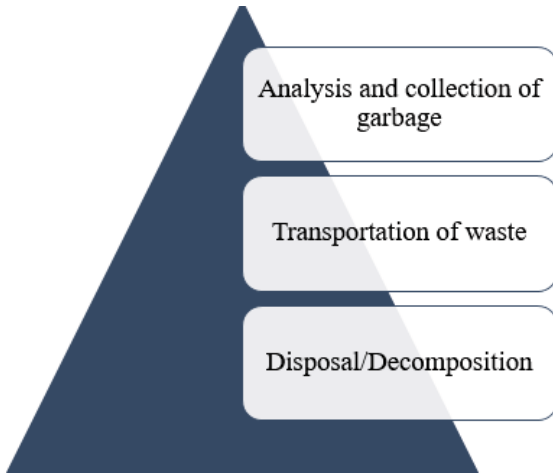 Analysis and collection of
garbage
Transportation of waste
Disposal/Decomposition